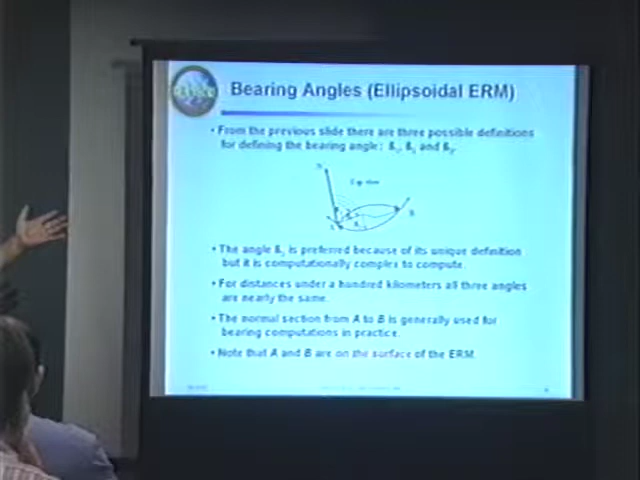 Bearing Angles (Ellipsoidal ERM)
• From the previous slide there are three possible definitions
for defining the bearing angle: and
• The angle is preferred because of its unique definition
but it is computationally complex to compute.
• For distances under a hundred kilometers all three angles
are nearly the same.
• The normal section from A to B is generally used for
bearing computations in practice.
• Note that A and B are on the surface of the ERM.